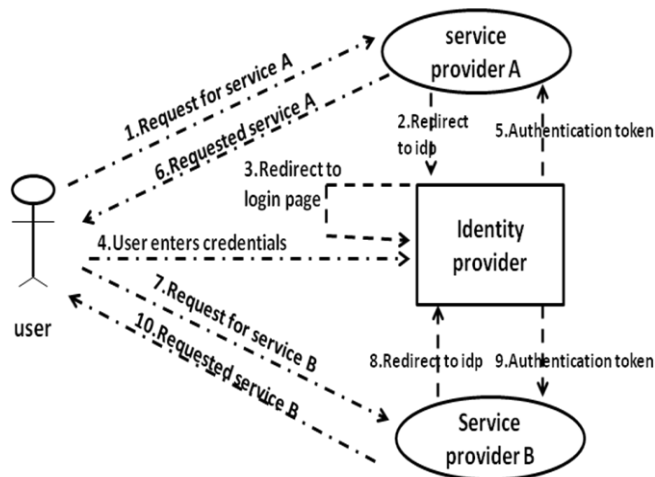 service
provider A
1.Request for service A
6.Requested service A
2.Redirect
to idp
5.Authentication token
3.Redirect to
login page
Identity
provider
4.User enters credentials
user
7.Request for service B
10.Requested service B
8.Redirect to idp
9.Authentication token
Service
provider B